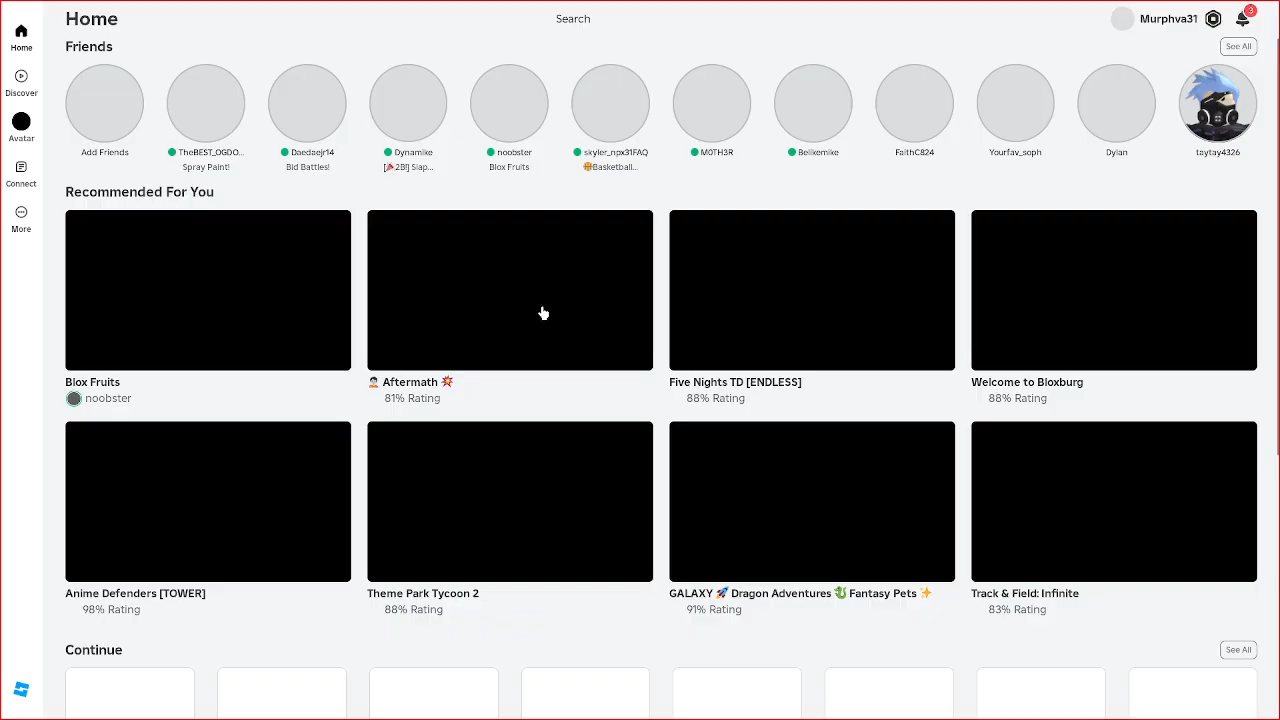 Home
Search
Murphva31
3
Home
Discover
Avatar
Connect
More
Friends
See All
Add Friends
TheBEST_OGDO...
Spray Paint!
Daedaejr14
Bid Battles!
Dynamike
[🎉2B!] Slap...
noobster
Blox Fruits
skyler_npx31FAQ
🏀Basketball...
M0TH3R
Belikemike
FaithC824
Yourfav_soph
Dylan
taytay4326
Recommended For You
Blox Fruits
noobster
Aftermath 💥
81% Rating
Five Nights TD [ENDLESS]
88% Rating
Welcome to Bloxburg
88% Rating
Anime Defenders [TOWER]
98% Rating
Theme Park Tycoon 2
88% Rating
GALAXY 🚀 Dragon Adventures 🐉 Fantasy Pets ✨
91% Rating
Track & Field: Infinite
83% Rating
Continue
See All